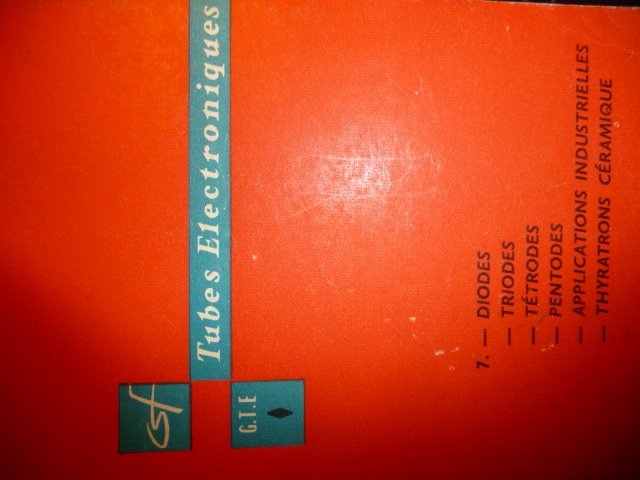 Tubes Electroniques
csf
G.T.E
7. — DIODES
— TRIODES
— TÉTRODES
— PENTODES
— APPLICATIONS INDUSTRIELLES
— THYRATRONS CÉRAMIQUE